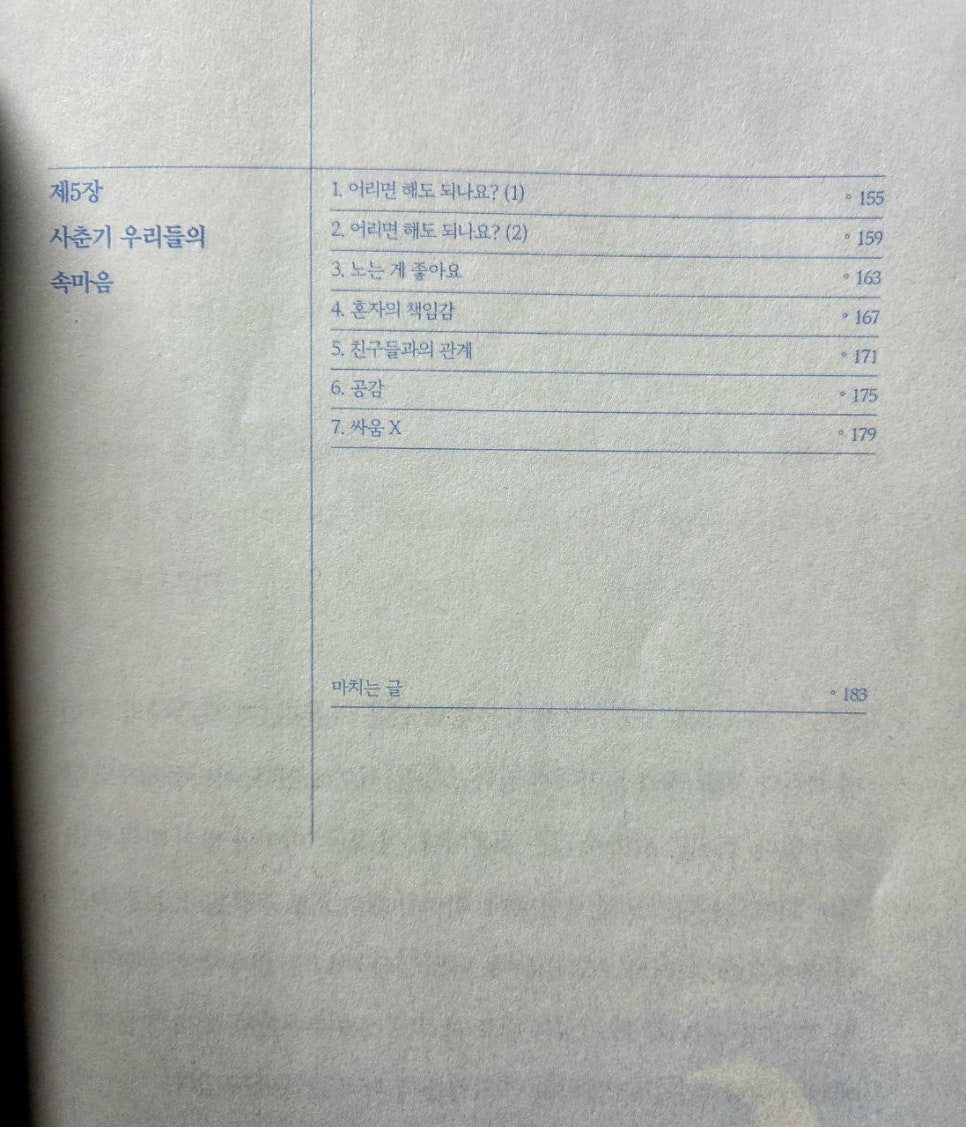 제5장
사춘기 우리들의
속마음
1. 어리면 해도 되나요? (1) ° 155
2. 어리면 해도 되나요? (2) ° 159
3. 노는 게 좋아요 ° 163
4. 혼자의 책임감 ° 167
5. 친구들과의 관계 ° 171
6. 공감 ° 175
7. 싸움 X ° 179
마치는 글 ° 183